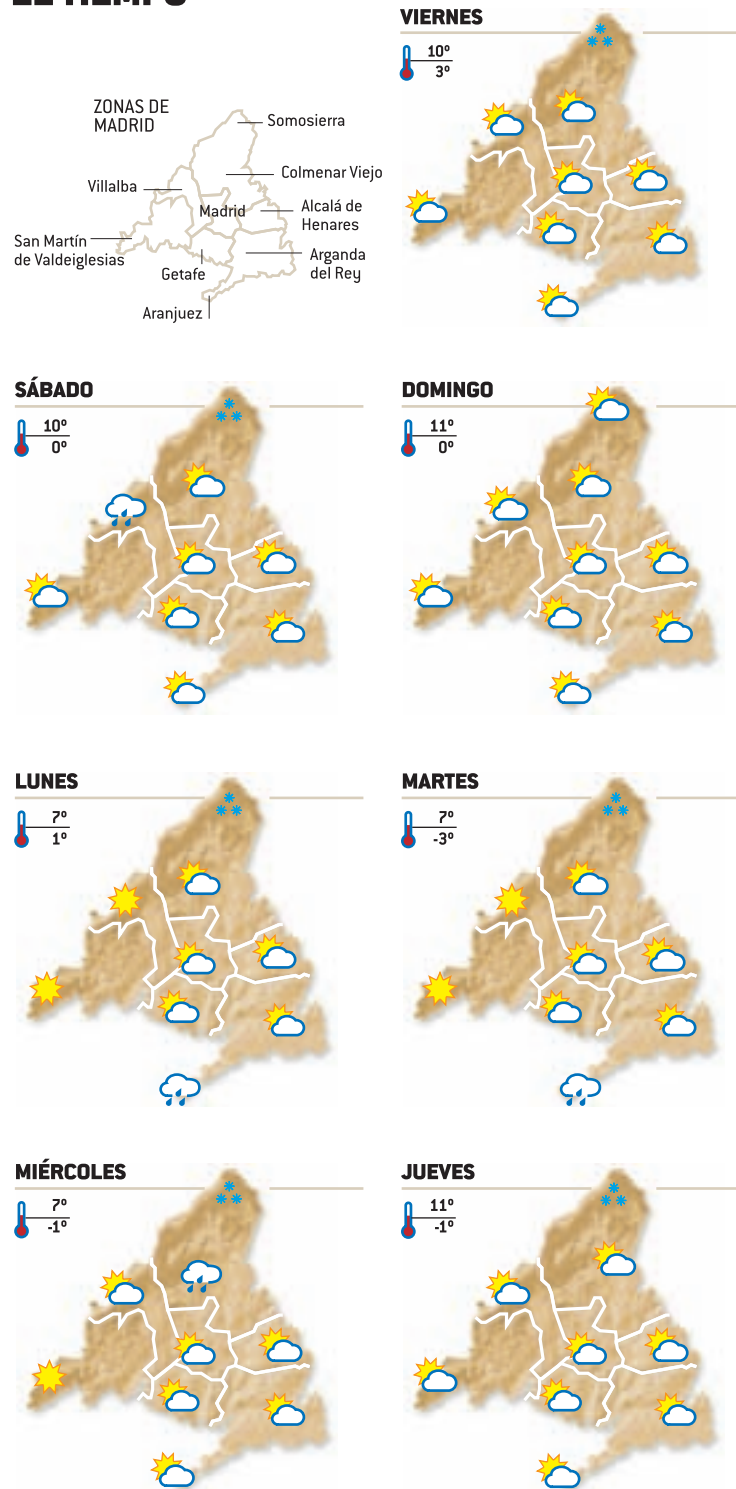 EL TIEMPO
VIERNES
10º
3º
ZONAS DE
MADRID
Somosierra
Colmenar Viejo
Villalba
Madrid
Alcalá de
Henares
San Martín
de Valdeiglesias
Getafe
Arganda
del Rey
Aranjuez
SÁBADO
10º
0º
DOMINGO
11º
0º
LUNES
7º
1º
MARTES
7º
-3º
MIÉRCOLES
7º
-1º
JUEVES
11º
-1º